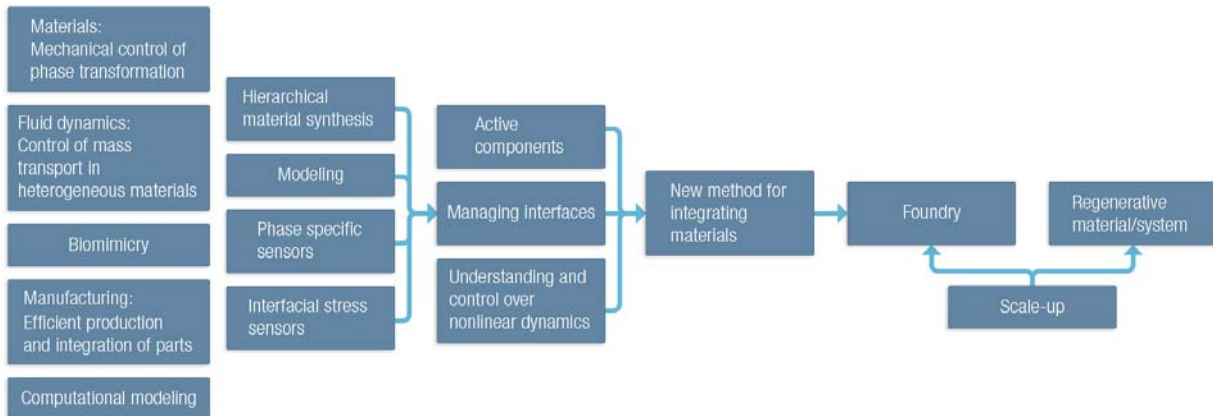 Materials:
Mechanical control of
phase transformation
Fluid dynamics:
Control of mass
transport in
heterogeneous materials
Biomimicry
Manufacturing:
Efficient production
and integration of parts
Computational modeling
Hierarchical
material synthesis
Modeling
Phase specific
sensors
Interfacial stress
sensors
Active
components
Managing interfaces
Understanding and
control over
nonlinear dynamics
New method for
integrating
materials
Foundry
Regenerative
material/system
Scale-up